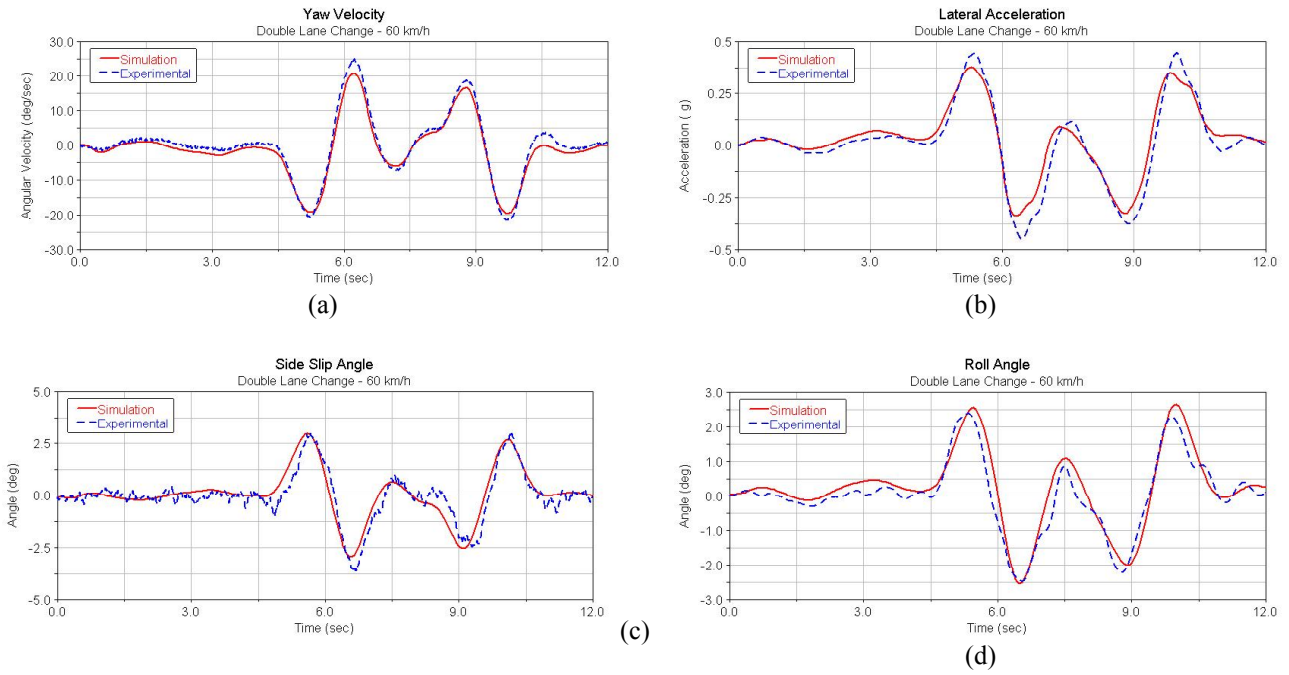 Yaw Velocity
Double Lane Change - 60 km/h
Simulation
Experimental
Angular Velocity (deg/sec)
30.0
20.0
10.0
0.0
-10.0
-20.0
-30.0
0.0 3.0 6.0 9.0 12.0
Time (sec)
(a)
Lateral Acceleration
Double Lane Change - 60 km/h
Simulation
Experimental
Acceleration ( g)
0.5
0.25
0.0
-0.25
-0.5
0.0 3.0 6.0 9.0 12.0
Time (sec)
(b)
Side Slip Angle
Double Lane Change - 60 km/h
Simulation
Experimental
Angle (deg)
5.0
2.5
0.0
-2.5
-5.0
0.0 3.0 6.0 9.0 12.0
Time (sec)
(c)
Roll Angle
Double Lane Change - 60 km/h
Simulation
Experimental
Angle (deg)
3.0
2.0
1.0
0.0
-1.0
-2.0
-3.0
0.0 3.0 6.0 9.0 12.0
Time (sec)
(d)